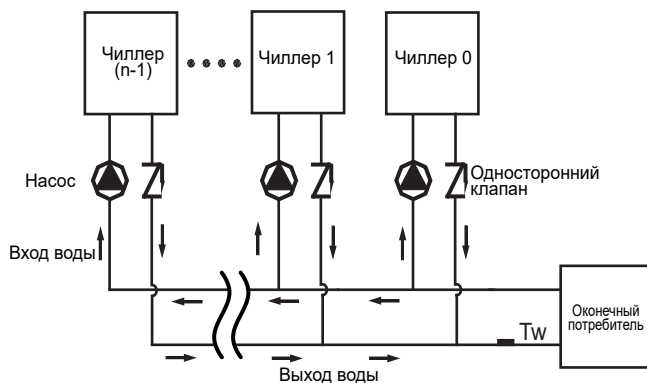 Чиллер
(n-1)
Чиллер 1
Чиллер 0
Насос
Односторонний
клапан
Вход воды
Оконечный
потребитель
Tw
Выход воды